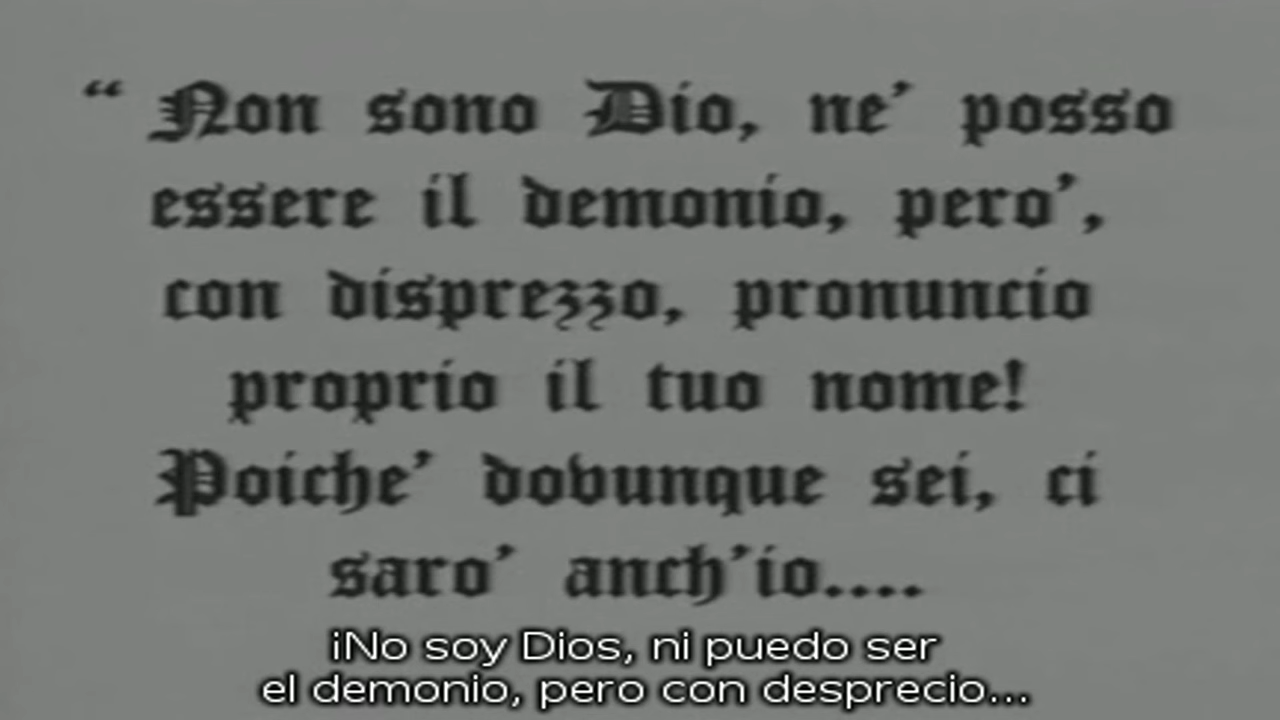 “ Non sono Dio, ne' posso
essere il demonio, pero',
con disprezzo, pronuncio
proprio il tuo nome!
Poiche' dovunque sei, ci
saro' anch'io....
¡No soy Dios, ni puedo ser
el demonio, pero con desprecio...